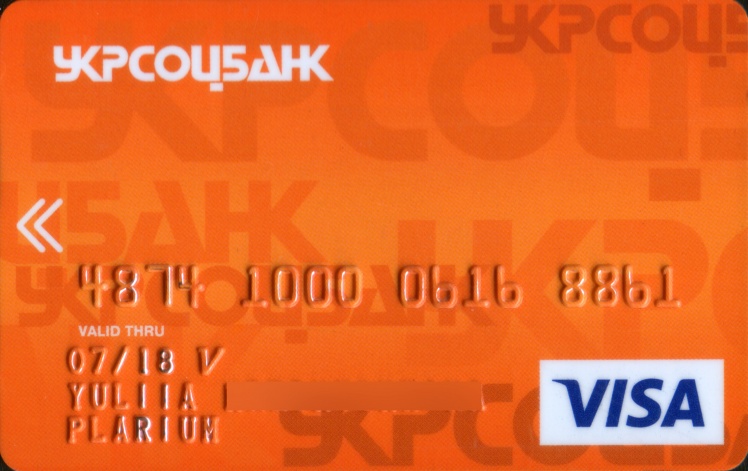 УКРСОЦБАНК
4874 1000 0616 8861
VALID THRU
07/18 V
YULIIA
PLARIUM
VISA